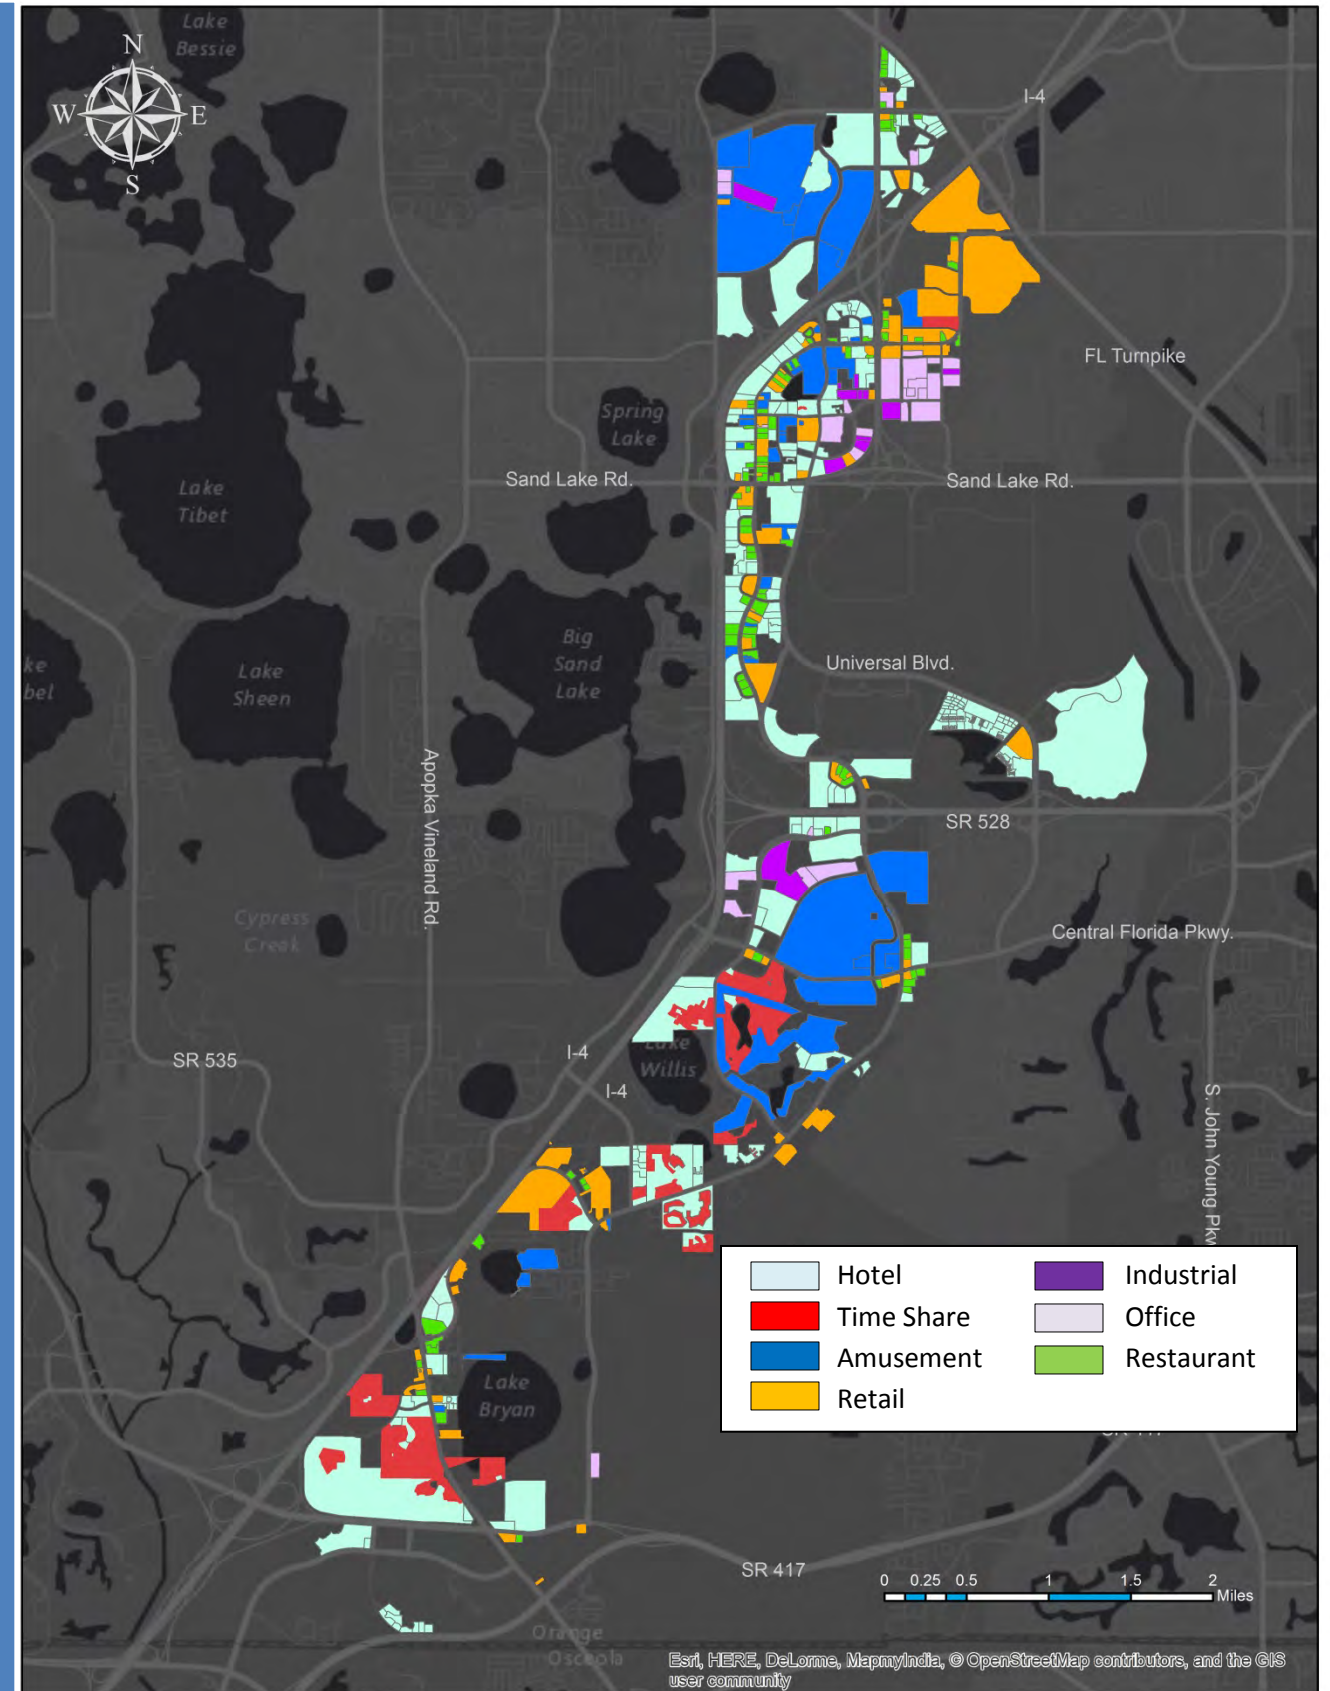 Lake
Bessie
N
W
E
S
I-4
FL Turnpike
Spring
Lake
Sand Lake Rd.
Sand Lake Rd.
Lake
Tibet
Big
Sand
Lake
Universal Blvd.
Lake
Sheen
ke
bel
Apopka Vineland Rd.
SR 528
Cypress
Creek
Central Florida Pkwy.
I-4
SR 535
Lake
Willis
I-4
S. John Young Pkw
Hotel
Industrial
Time Share
Office
Amusement
Restaurant
Retail
Lake
Bryan
SR 417
0 0.25 0.5 1 1.5 2
Miles
Orange
Osceola
Esri, HERE, DeLorme, MapmyIndia, © OpenStreetMap contributors, and the GIS
user community